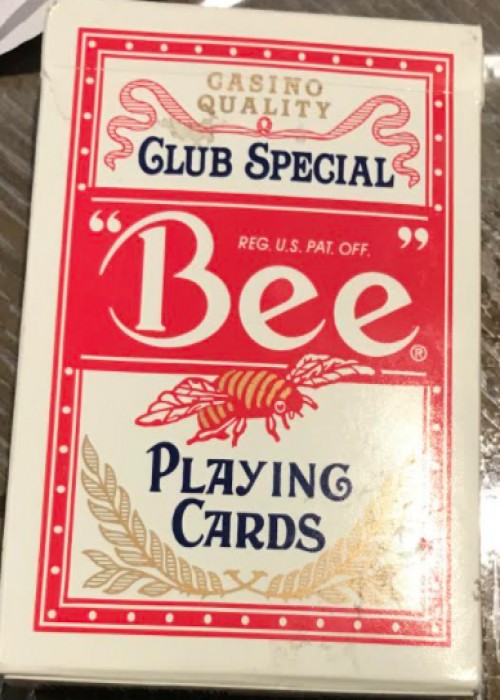 CASINO
QUALITY
CLUB SPECIAL
“Bee”
REG. U.S. PAT. OFF.
®
PLAYING
CARDS